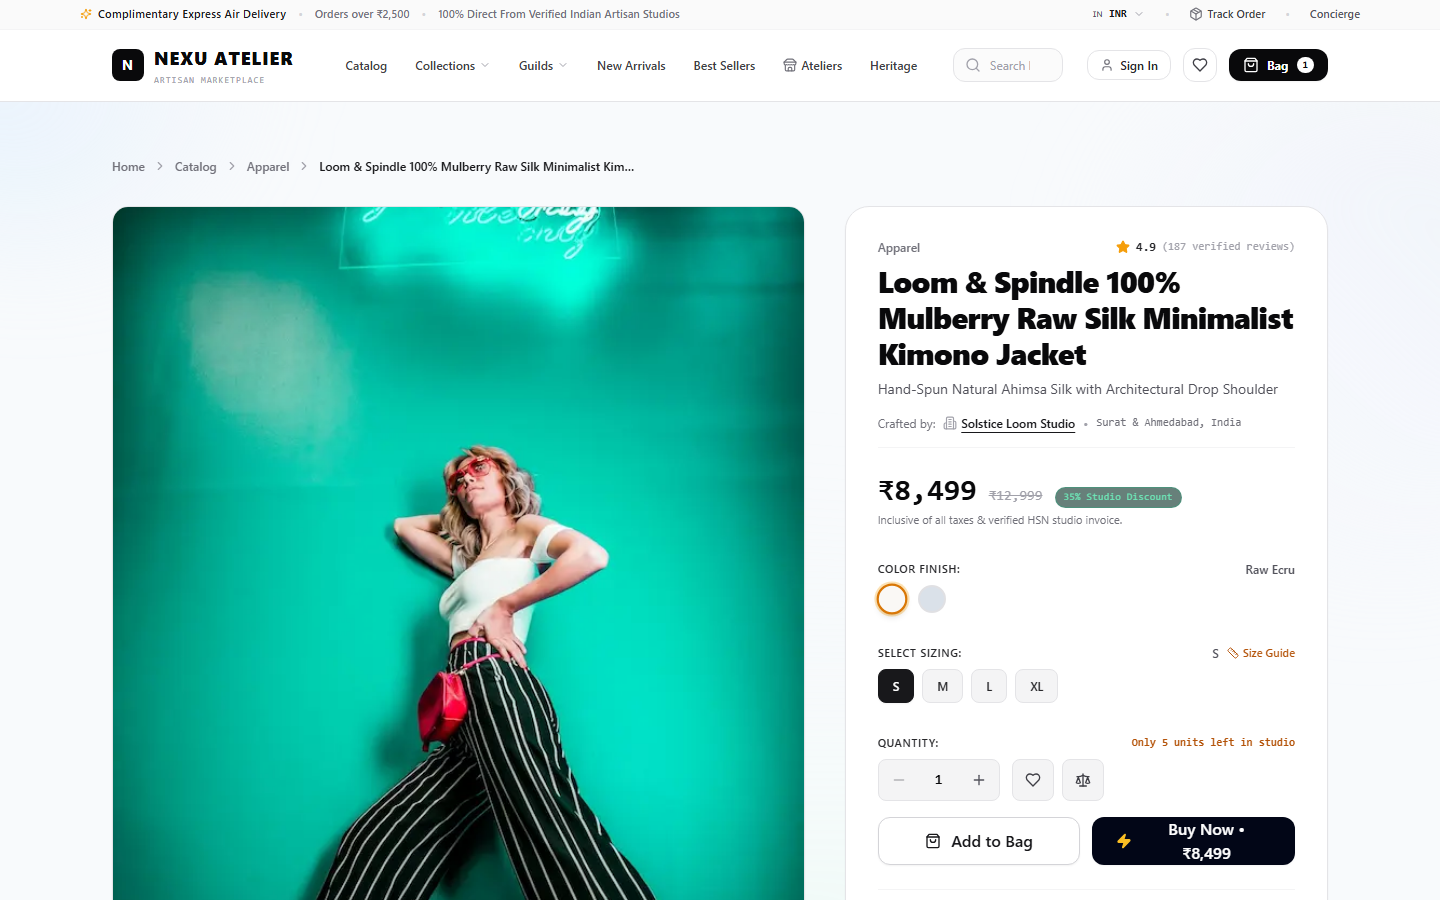 Complimentary Express Air Delivery • Orders over ₹2,500 • 100% Direct From Verified Indian Artisan Studios
IN INR • Track Order • Concierge
N NEXU ATELIER
ARTISAN MARKETPLACE
Catalog Collections Guilds New Arrivals Best Sellers Ateliers Heritage
Search
Sign In
Bag 1
Home > Catalog > Apparel > Loom & Spindle 100% Mulberry Raw Silk Minimalist Kim...
only
Apparel
4.9 (187 verified reviews)
Loom & Spindle 100%
Mulberry Raw Silk Minimalist
Kimono Jacket
Hand-Spun Natural Ahimsa Silk with Architectural Drop Shoulder
Crafted by: Solstice Loom Studio • Surat & Ahmedabad, India
₹8,499 ₹12,999 35% Studio Discount
Inclusive of all taxes & verified HSN studio invoice.
COLOR FINISH: Raw Ecru
SELECT SIZING: S Size Guide
S M L XL
QUANTITY: Only 5 units left in studio
− 1 +
Add to Bag
Buy Now •
₹8,499